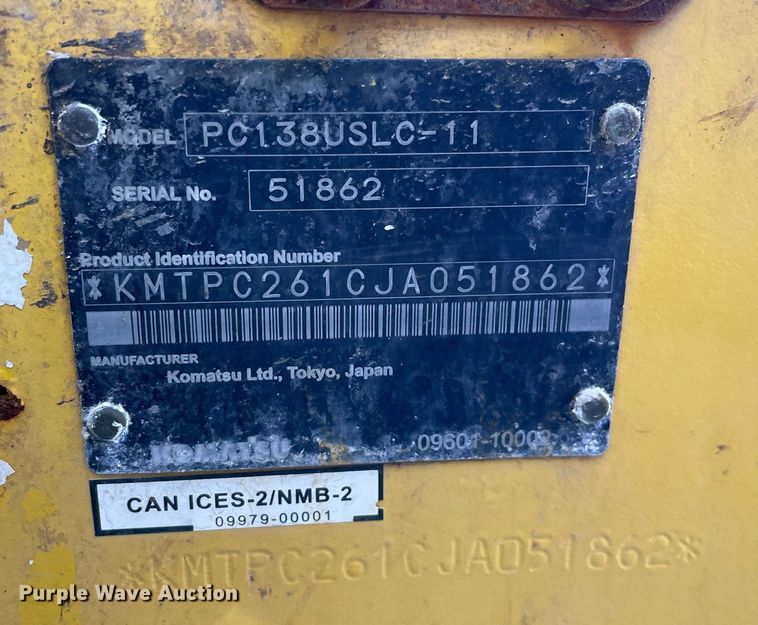 MODEL PC138USLC-11
SERIAL No. 51862
Product Identification Number
*KMTPC261CJA051862*
MANUFACTURER
Komatsu Ltd., Tokyo, Japan
KOMATSU 09601-10002
CAN ICES-2/NMB-2
09979-00001
*KMTPC261CJA051862*
Purple Wave Auction